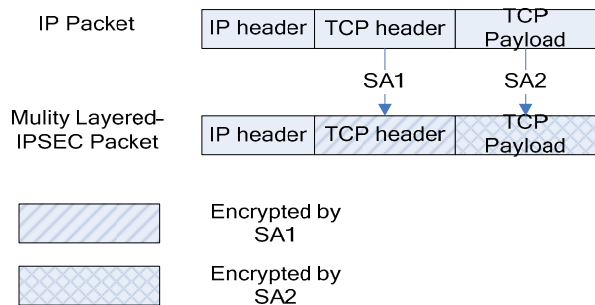 IP Packet
IP header
TCP header
TCP
Payload
SA1
SA2
Mulity Layered-
IPSEC Packet
IP header
TCP header
TCP
Payload
Encrypted by
SA1
Encrypted by
SA2